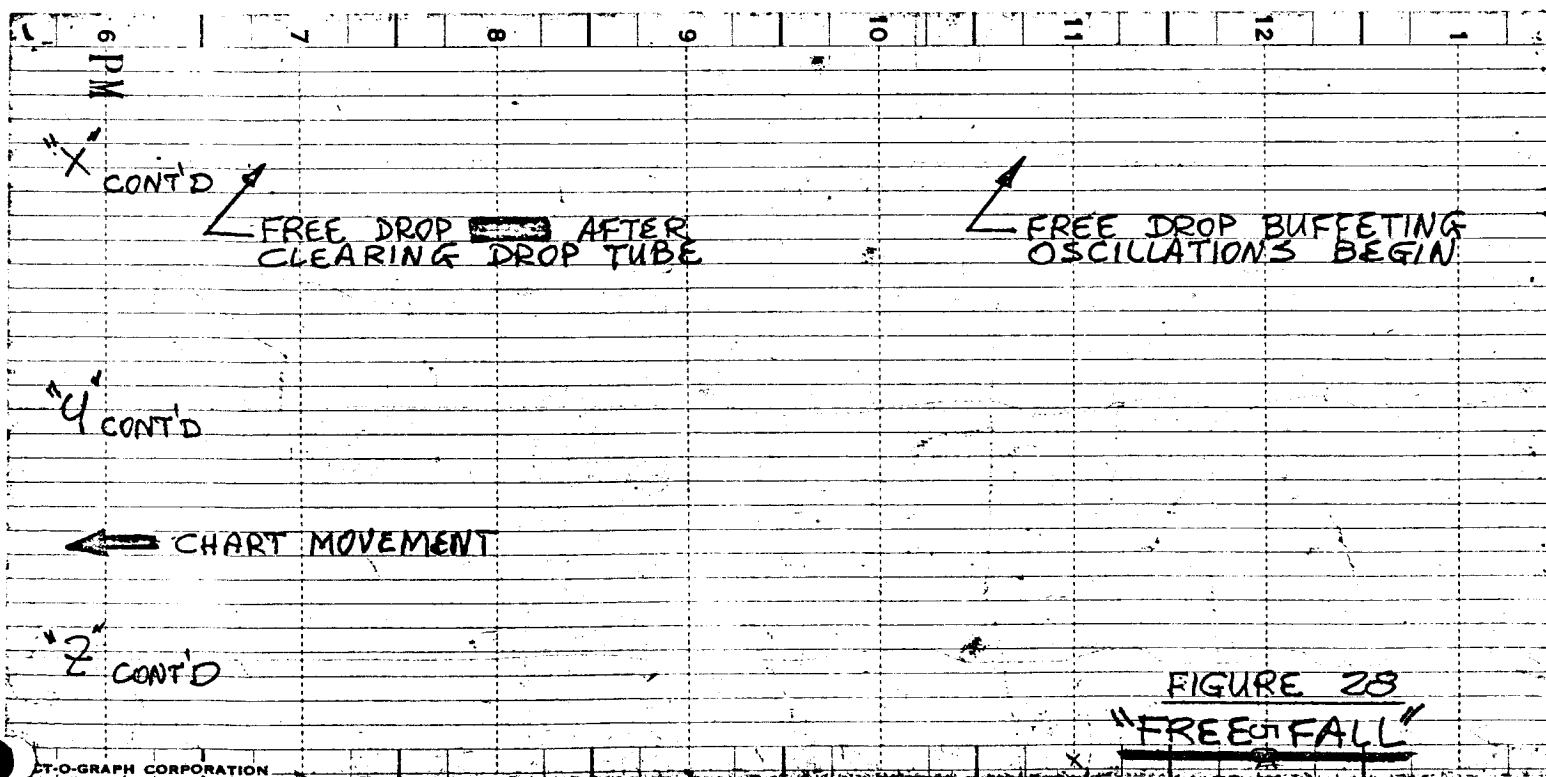 6 7 8 9 10 11 12 1
PM
"X" CONT'D
FREE DROP AFTER
CLEARING DROP TUBE
FREE DROP BUFFETING
OSCILLATIONS BEGIN
"Y" CONT'D
CHART MOVEMENT
"Z" CONT'D
FIGURE 28
"FREE FALL"
CT-O-GRAPH CORPORATION
X